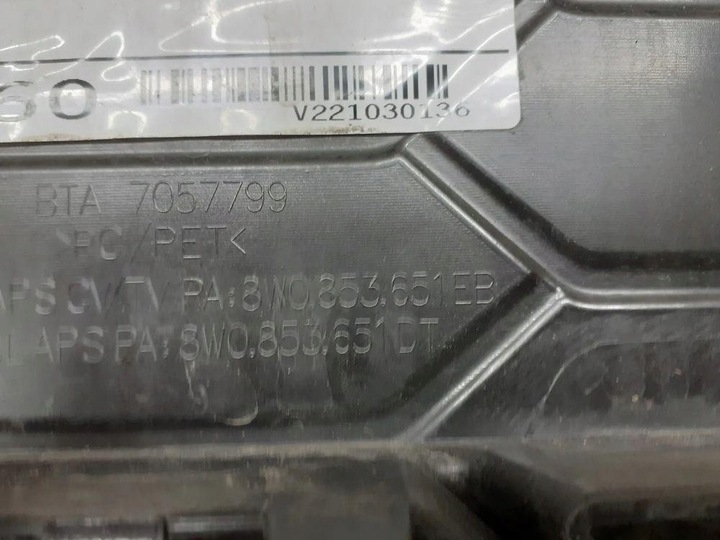 60
V221030136
BTA 7057799
>PC/PET<
APS CV/TV PA:8W0.853.651EB
APS PA:8W0.853.651DT